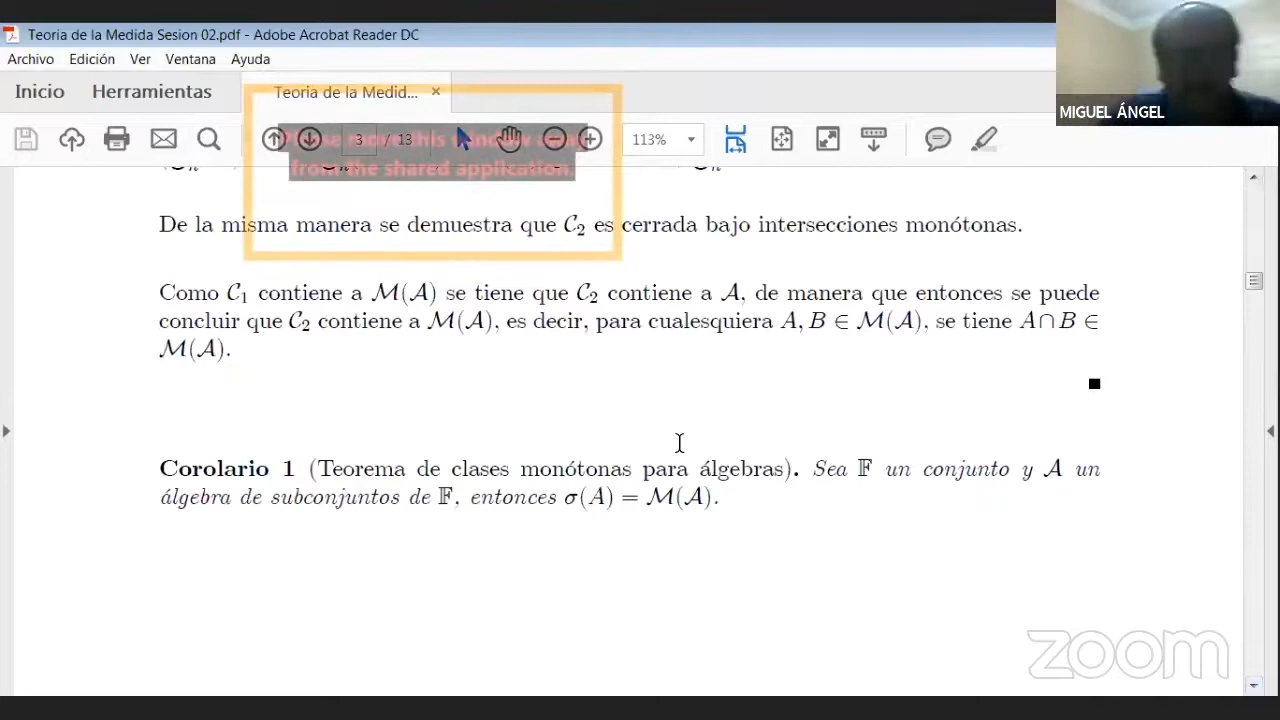 Teoria de la Medida Sesion 02.pdf - Adobe Acrobat Reader DC
Archivo Edición Ver Ventana Ayuda
Inicio Herramientas Teoria de la Medid... ×
3 / 13 113%
from the shared application.
MIGUEL ÁNGEL
De la misma manera se demuestra que 𝒞₂ es cerrada bajo intersecciones monótonas.
Como 𝒞₁ contiene a ℳ(𝒜) se tiene que 𝒞₂ contiene a 𝒜, de manera que entonces se puede
concluir que 𝒞₂ contiene a ℳ(𝒜), es decir, para cualesquiera A, B ∈ ℳ(𝒜), se tiene A ∩ B ∈
ℳ(𝒜).
Corolario 1 (Teorema de clases monótonas para álgebras). Sea 𝔽 un conjunto y 𝒜 un
álgebra de subconjuntos de 𝔽, entonces σ(A) = ℳ(𝒜).
zoom